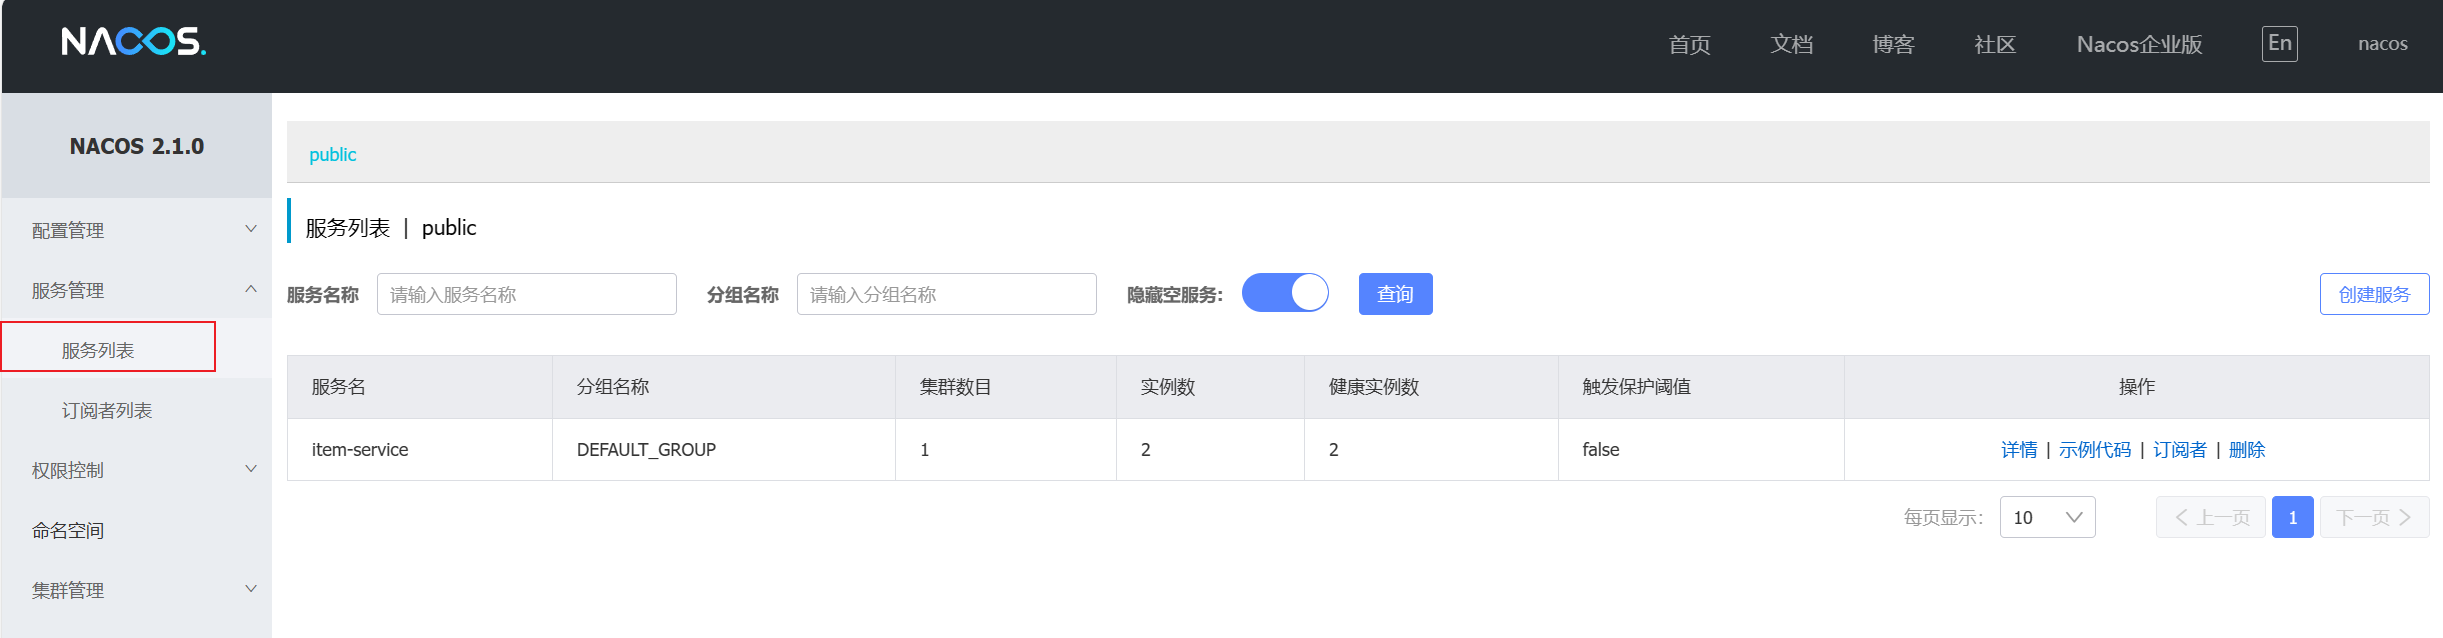 NACOS. 首页 文档 博客 社区 Nacos企业版 En nacos
NACOS 2.1.0
配置管理
服务管理
服务列表
订阅者列表
权限控制
命名空间
集群管理
public
服务列表 | public
服务名称 请输入服务名称 分组名称 请输入分组名称 隐藏空服务: 查询 创建服务
服务名 分组名称 集群数目 实例数 健康实例数 触发保护阈值 操作
item-service DEFAULT_GROUP 1 2 2 false 详情 | 示例代码 | 订阅者 | 删除
每页显示: 10 上一页 1 下一页